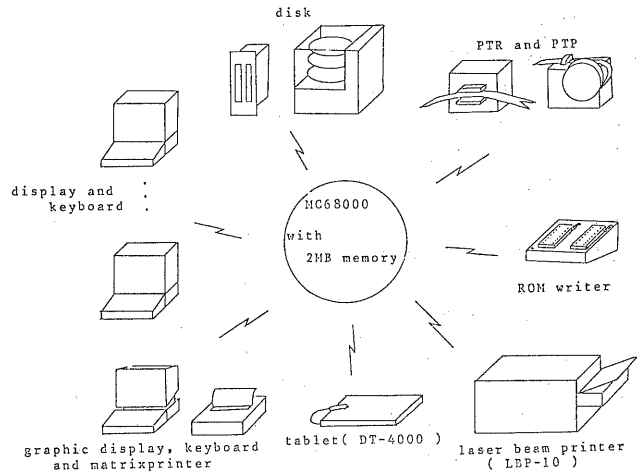 disk
PTR and PTP
display and
keyboard
MC68000
with
2MB memory
ROM writer
graphic display, keyboard
and matrixprinter
tablet( DT-4000 )
laser beam printer
( LBP-10 )